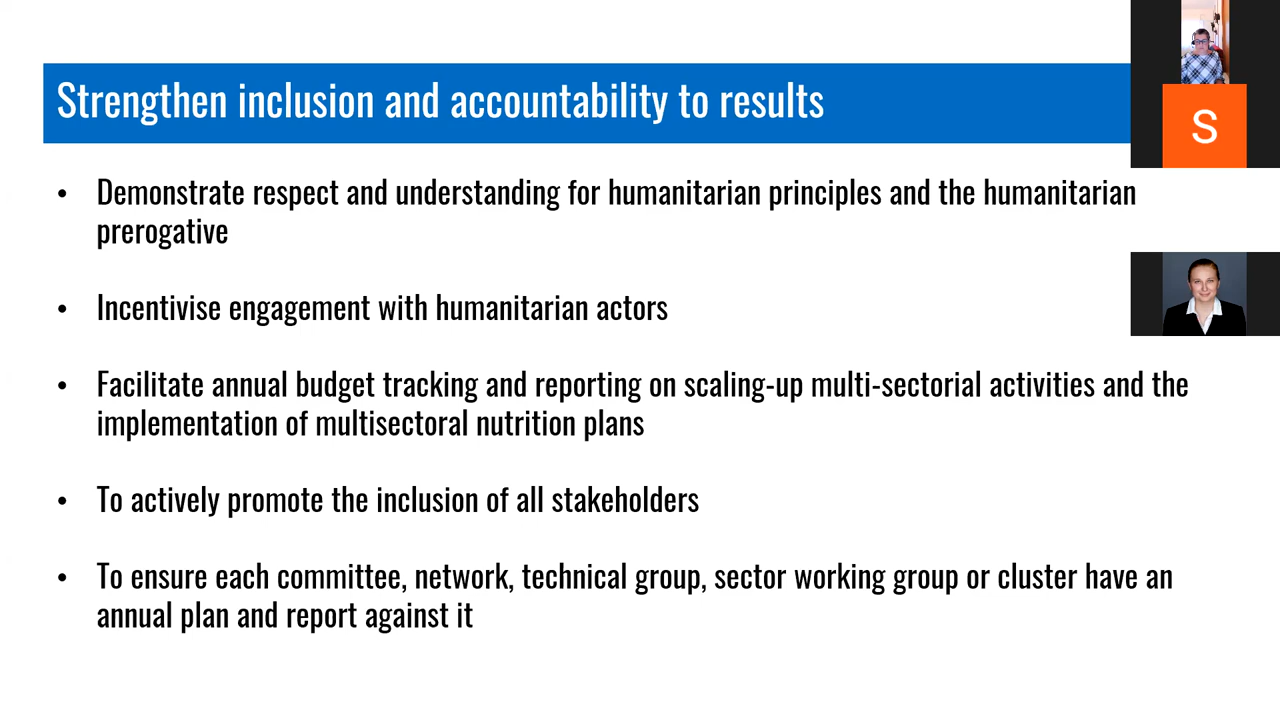 Strengthen inclusion and accountability to results
S
• Demonstrate respect and understanding for humanitarian principles and the humanitarian
prerogative
• Incentivise engagement with humanitarian actors
• Facilitate annual budget tracking and reporting on scaling-up multi-sectorial activities and the
implementation of multisectoral nutrition plans
• To actively promote the inclusion of all stakeholders
• To ensure each committee, network, technical group, sector working group or cluster have an
annual plan and report against it